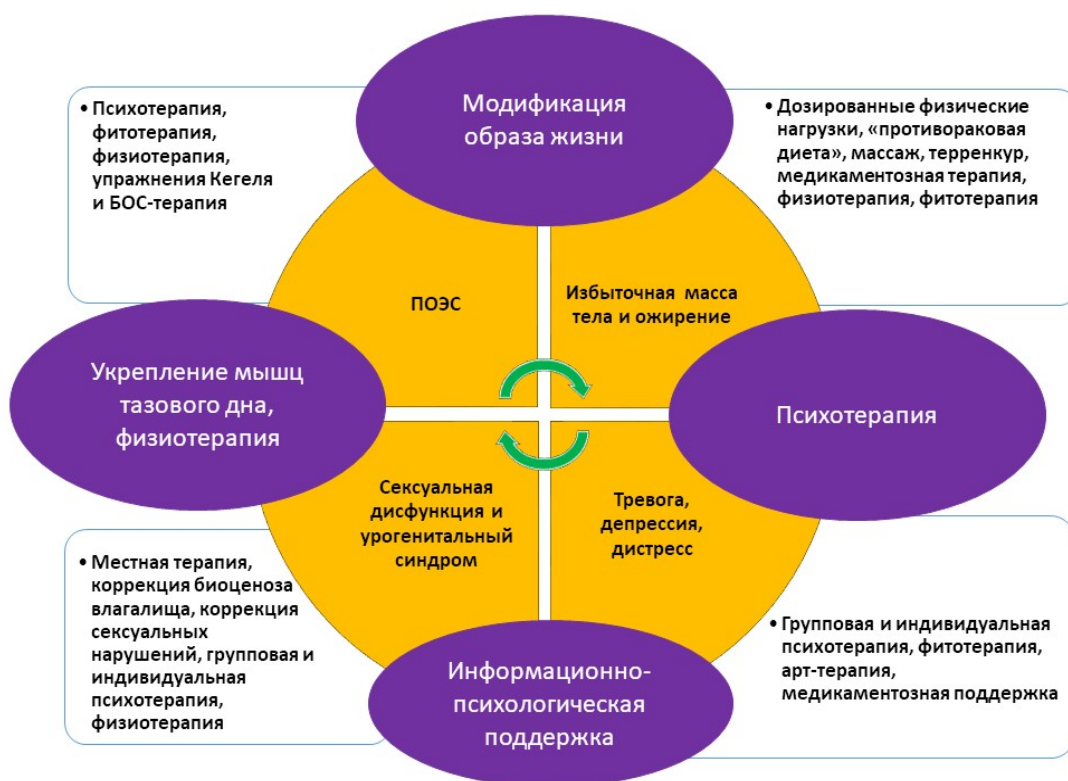 Модификация
образа жизни
• Психотерапия,
фитотерапия,
физиотерапия,
упражнения Кегеля
и БОС-терапия
• Дозированные физические
нагрузки, «противораковая
диета», массаж, терренкур,
медикаментозная терапия,
физиотерапия, фитотерапия
ПОЭС
Избыточная масса
тела и ожирение
Укрепление мышц
тазового дна,
физиотерапия
Психотерапия
Сексуальная
дисфункция и
урогенитальный
синдром
Тревога,
депрессия,
дистресс
• Местная терапия,
коррекция биоценоза
влагалища, коррекция
сексуальных
нарушений, групповая и
индивидуальная
психотерапия,
физиотерапия
• Групповая и индивидуальная
психотерапия, фитотерапия,
арт-терапия,
медикаментозная поддержка
Информационно-
психологическая
поддержка